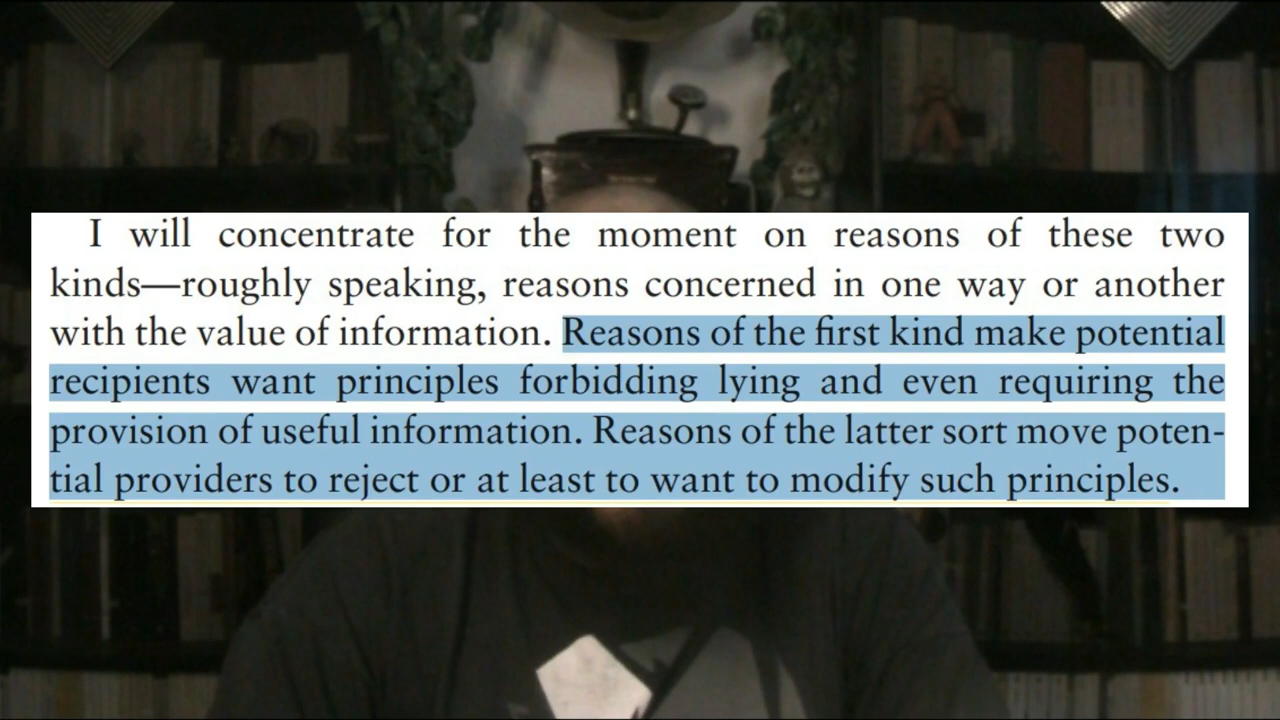 I will concentrate for the moment on reasons of these two
kinds—roughly speaking, reasons concerned in one way or another
with the value of information. Reasons of the first kind make potential
recipients want principles forbidding lying and even requiring the
provision of useful information. Reasons of the latter sort move poten-
tial providers to reject or at least to want to modify such principles.